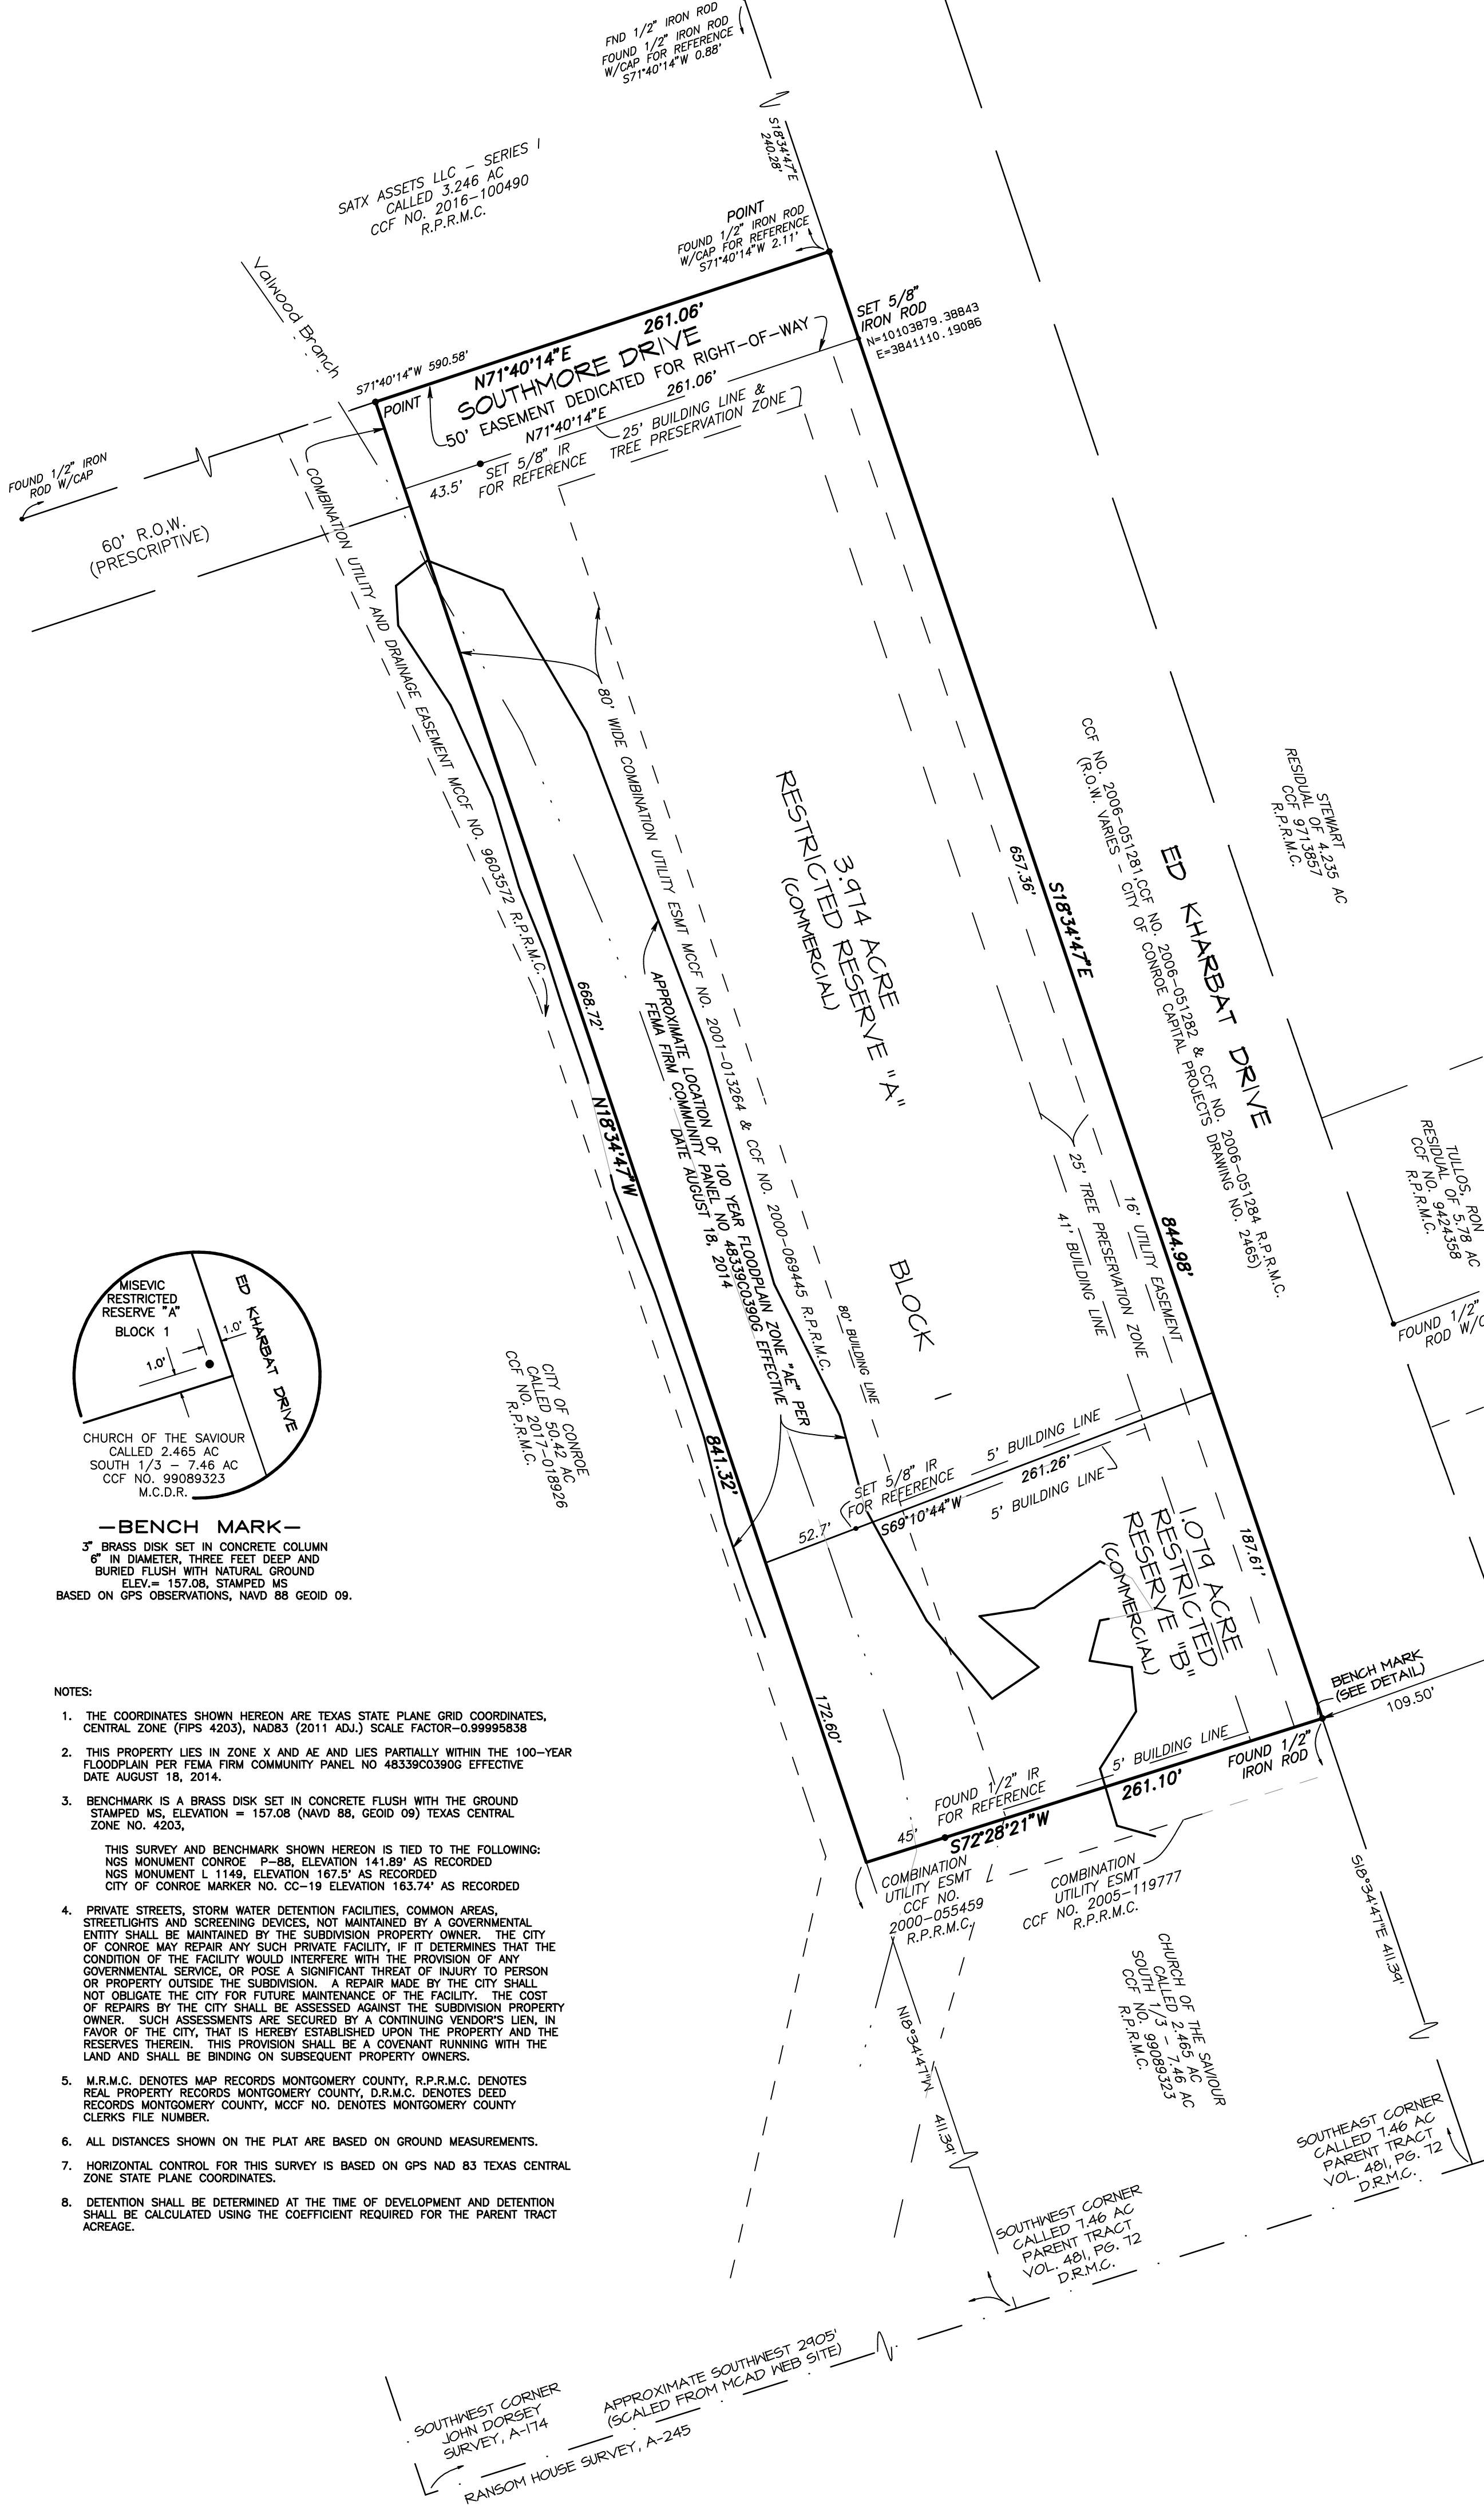 FND 1/2" IRON ROD
FOUND 1/2" IRON ROD
W/CAP FOR REFERENCE
S71°40'14"W 0.88'
S18°34'47"E
240.28'
SATX ASSETS LLC – SERIES I
CALLED 3.246 AC
CCF NO. 2016–100490
R.P.R.M.C.
POINT
FOUND 1/2" IRON ROD
W/CAP FOR REFERENCE
S71°40'14"W 2.11'
Valwood Branch
SET 5/8"
IRON ROD
N=10103879.38843
E=3841110.19086
S71°40'14"W 590.58'
POINT
N71°40'14"E
261.06'
SOUTHMORE DRIVE
50' EASEMENT DEDICATED FOR RIGHT–OF–WAY
N71°40'14"E
261.06'
25' BUILDING LINE &
TREE PRESERVATION ZONE
43.5'
SET 5/8" IR
FOR REFERENCE
FOUND 1/2" IRON
ROD W/CAP
60' R.O.W.
(PRESCRIPTIVE)
COMBINATION UTILITY AND DRAINAGE EASEMENT MCCF NO. 9603572 R.P.R.M.C.
80' WIDE COMBINATION UTILITY ESMT MCCF NO. 2001–013264 & CCF NO. 2000–069445 R.P.R.M.C.
APPROXIMATE LOCATION OF 100 YEAR FLOODPLAIN ZONE "AE" PER
FEMA FIRM COMMUNITY PANEL NO 48339C0390G EFFECTIVE
DATE AUGUST 18, 2014
3.974 ACRE
RESTRICTED RESERVE "A"
(COMMERCIAL)
657.36'
S18°34'47"E
844.98'
ED KHARBAT DRIVE
CCF NO. 2006–051281,CCF NO. 2006–051282 & CCF NO. 2006–051284 R.P.R.M.C.
(R.O.W. VARIES – CITY OF CONROE CAPITAL PROJECTS DRAWING NO. 2465)
STEWART
RESIDUAL OF 4.235 AC
CCF 9713857
R.P.R.M.C.
TULLOS, RON
RESIDUAL OF 5.78 AC
CCF NO. 9424358
R.P.R.M.C.
FOUND 1/2"
ROD W/C
668.72'
N18°34'47"W
841.32'
16' UTILITY EASEMENT
25' TREE PRESERVATION ZONE
41' BUILDING LINE
BLOCK
80' BUILDING LINE
CITY OF CONROE
CALLED 50.42 AC
CCF NO. 2017–018926
R.P.R.M.C.
SET 5/8" IR
FOR REFERENCE
5' BUILDING LINE
52.7'
S69°10'44"W
261.26'
5' BUILDING LINE
1.079 ACRE
RESTRICTED
RESERVE "B"
(COMMERCIAL)
187.61'
172.60'
BENCH MARK
(SEE DETAIL)
109.50'
5' BUILDING LINE
FOUND 1/2"
IRON ROD
FOUND 1/2" IR
FOR REFERENCE
45'
S72°28'21"W
261.10'
COMBINATION
UTILITY ESMT
CCF NO.
2000–055459
R.P.R.M.C.
COMBINATION
UTILITY ESMT
CCF NO. 2005–119777
R.P.R.M.C.
S18°34'47"E 411.39'
N18°34'47"W 411.39'
CHURCH OF THE SAVIOUR
CALLED 2.465 AC
SOUTH 1/3 – 7.46 AC
CCF NO. 99089323
R.P.R.M.C.
SOUTHEAST CORNER
CALLED 7.46 AC
PARENT TRACT
VOL. 481, PG. 72
D.R.M.C.
SOUTHWEST CORNER
CALLED 7.46 AC
PARENT TRACT
VOL. 481, PG. 72
D.R.M.C.
APPROXIMATE SOUTHWEST 2905'
(SCALED FROM MCAD WEB SITE)
SOUTHWEST CORNER
JOHN DORSEY
SURVEY, A–174
RANSOM HOUSE SURVEY, A–245
MISEVIC
RESTRICTED
RESERVE "A"
BLOCK 1
1.0'
1.0'
ED KHARBAT DRIVE
CHURCH OF THE SAVIOUR
CALLED 2.465 AC
SOUTH 1/3 – 7.46 AC
CCF NO. 99089323
M.C.D.R.
–BENCH MARK–
3" BRASS DISK SET IN CONCRETE COLUMN
6" IN DIAMETER, THREE FEET DEEP AND
BURIED FLUSH WITH NATURAL GROUND
ELEV.= 157.08, STAMPED MS
BASED ON GPS OBSERVATIONS, NAVD 88 GEOID 09.
NOTES:
1. THE COORDINATES SHOWN HEREON ARE TEXAS STATE PLANE GRID COORDINATES,
CENTRAL ZONE (FIPS 4203), NAD83 (2011 ADJ.) SCALE FACTOR–0.99995838
2. THIS PROPERTY LIES IN ZONE X AND AE AND LIES PARTIALLY WITHIN THE 100–YEAR
FLOODPLAIN PER FEMA FIRM COMMUNITY PANEL NO 48339C0390G EFFECTIVE
DATE AUGUST 18, 2014.
3. BENCHMARK IS A BRASS DISK SET IN CONCRETE FLUSH WITH THE GROUND
STAMPED MS, ELEVATION = 157.08 (NAVD 88, GEOID 09) TEXAS CENTRAL
ZONE NO. 4203,
THIS SURVEY AND BENCHMARK SHOWN HEREON IS TIED TO THE FOLLOWING:
NGS MONUMENT CONROE P–88, ELEVATION 141.89' AS RECORDED
NGS MONUMENT L 1149, ELEVATION 167.5' AS RECORDED
CITY OF CONROE MARKER NO. CC–19 ELEVATION 163.74' AS RECORDED
4. PRIVATE STREETS, STORM WATER DETENTION FACILITIES, COMMON AREAS,
STREETLIGHTS AND SCREENING DEVICES, NOT MAINTAINED BY A GOVERNMENTAL
ENTITY SHALL BE MAINTAINED BY THE SUBDIVISION PROPERTY OWNER. THE CITY
OF CONROE MAY REPAIR ANY SUCH PRIVATE FACILITY, IF IT DETERMINES THAT THE
CONDITION OF THE FACILITY WOULD INTERFERE WITH THE PROVISION OF ANY
GOVERNMENTAL SERVICE, OR POSE A SIGNIFICANT THREAT OF INJURY TO PERSON
OR PROPERTY OUTSIDE THE SUBDIVISION. A REPAIR MADE BY THE CITY SHALL
NOT OBLIGATE THE CITY FOR FUTURE MAINTENANCE OF THE FACILITY. THE COST
OF REPAIRS BY THE CITY SHALL BE ASSESSED AGAINST THE SUBDIVISION PROPERTY
OWNER. SUCH ASSESSMENTS ARE SECURED BY A CONTINUING VENDOR'S LIEN, IN
FAVOR OF THE CITY, THAT IS HEREBY ESTABLISHED UPON THE PROPERTY AND THE
RESERVES THEREIN. THIS PROVISION SHALL BE A COVENANT RUNNING WITH THE
LAND AND SHALL BE BINDING ON SUBSEQUENT PROPERTY OWNERS.
5. M.R.M.C. DENOTES MAP RECORDS MONTGOMERY COUNTY, R.P.R.M.C. DENOTES
REAL PROPERTY RECORDS MONTGOMERY COUNTY, D.R.M.C. DENOTES DEED
RECORDS MONTGOMERY COUNTY, MCCF NO. DENOTES MONTGOMERY COUNTY
CLERKS FILE NUMBER.
6. ALL DISTANCES SHOWN ON THE PLAT ARE BASED ON GROUND MEASUREMENTS.
7. HORIZONTAL CONTROL FOR THIS SURVEY IS BASED ON GPS NAD 83 TEXAS CENTRAL
ZONE STATE PLANE COORDINATES.
8. DETENTION SHALL BE DETERMINED AT THE TIME OF DEVELOPMENT AND DETENTION
SHALL BE CALCULATED USING THE COEFFICIENT REQUIRED FOR THE PARENT TRACT
ACREAGE.